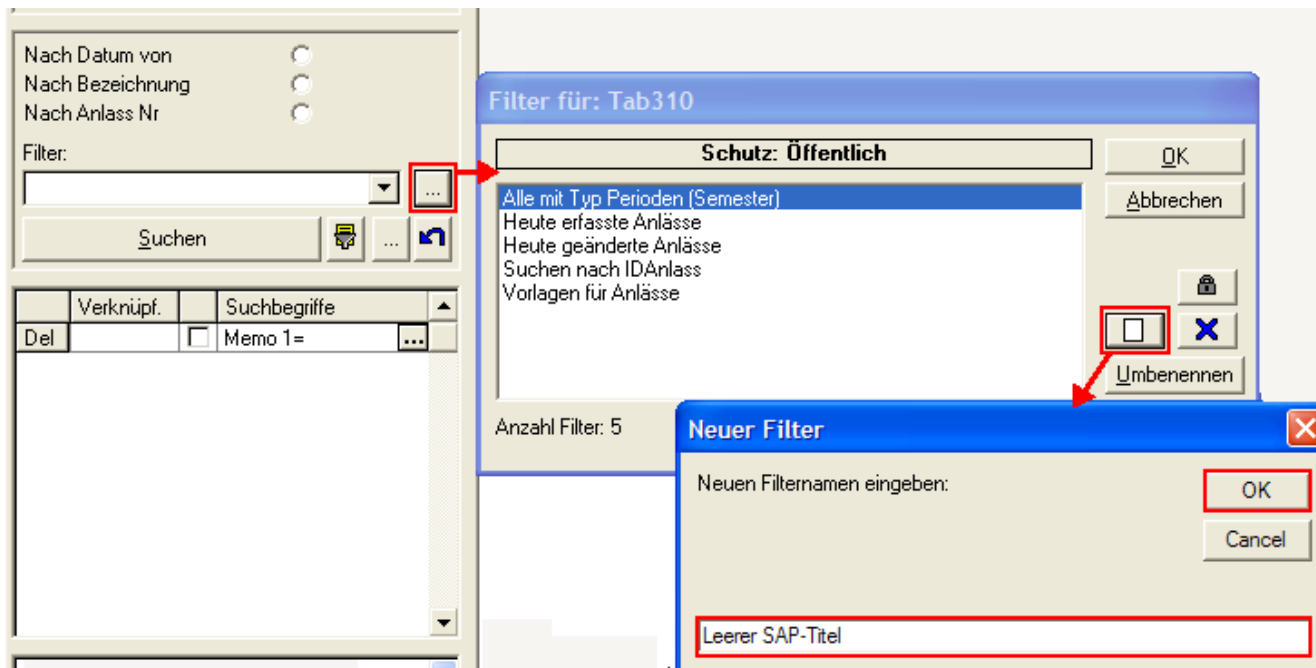 Nach Datum von
Nach Bezeichnung
Nach Anlass Nr
Filter:
...
Suchen
...
Verknüpf. Suchbegriffe
Del Memo 1= ...
Filter für: Tab310
Schutz: Öffentlich
OK
Alle mit Typ Perioden (Semester)
Abbrechen
Heute erfasste Anlässe
Heute geänderte Anlässe
Suchen nach IDAnlass
Vorlagen für Anlässe
Umbenennen
Anzahl Filter: 5
Neuer Filter
Neuen Filternamen eingeben:
OK
Cancel
Leerer SAP-Titel